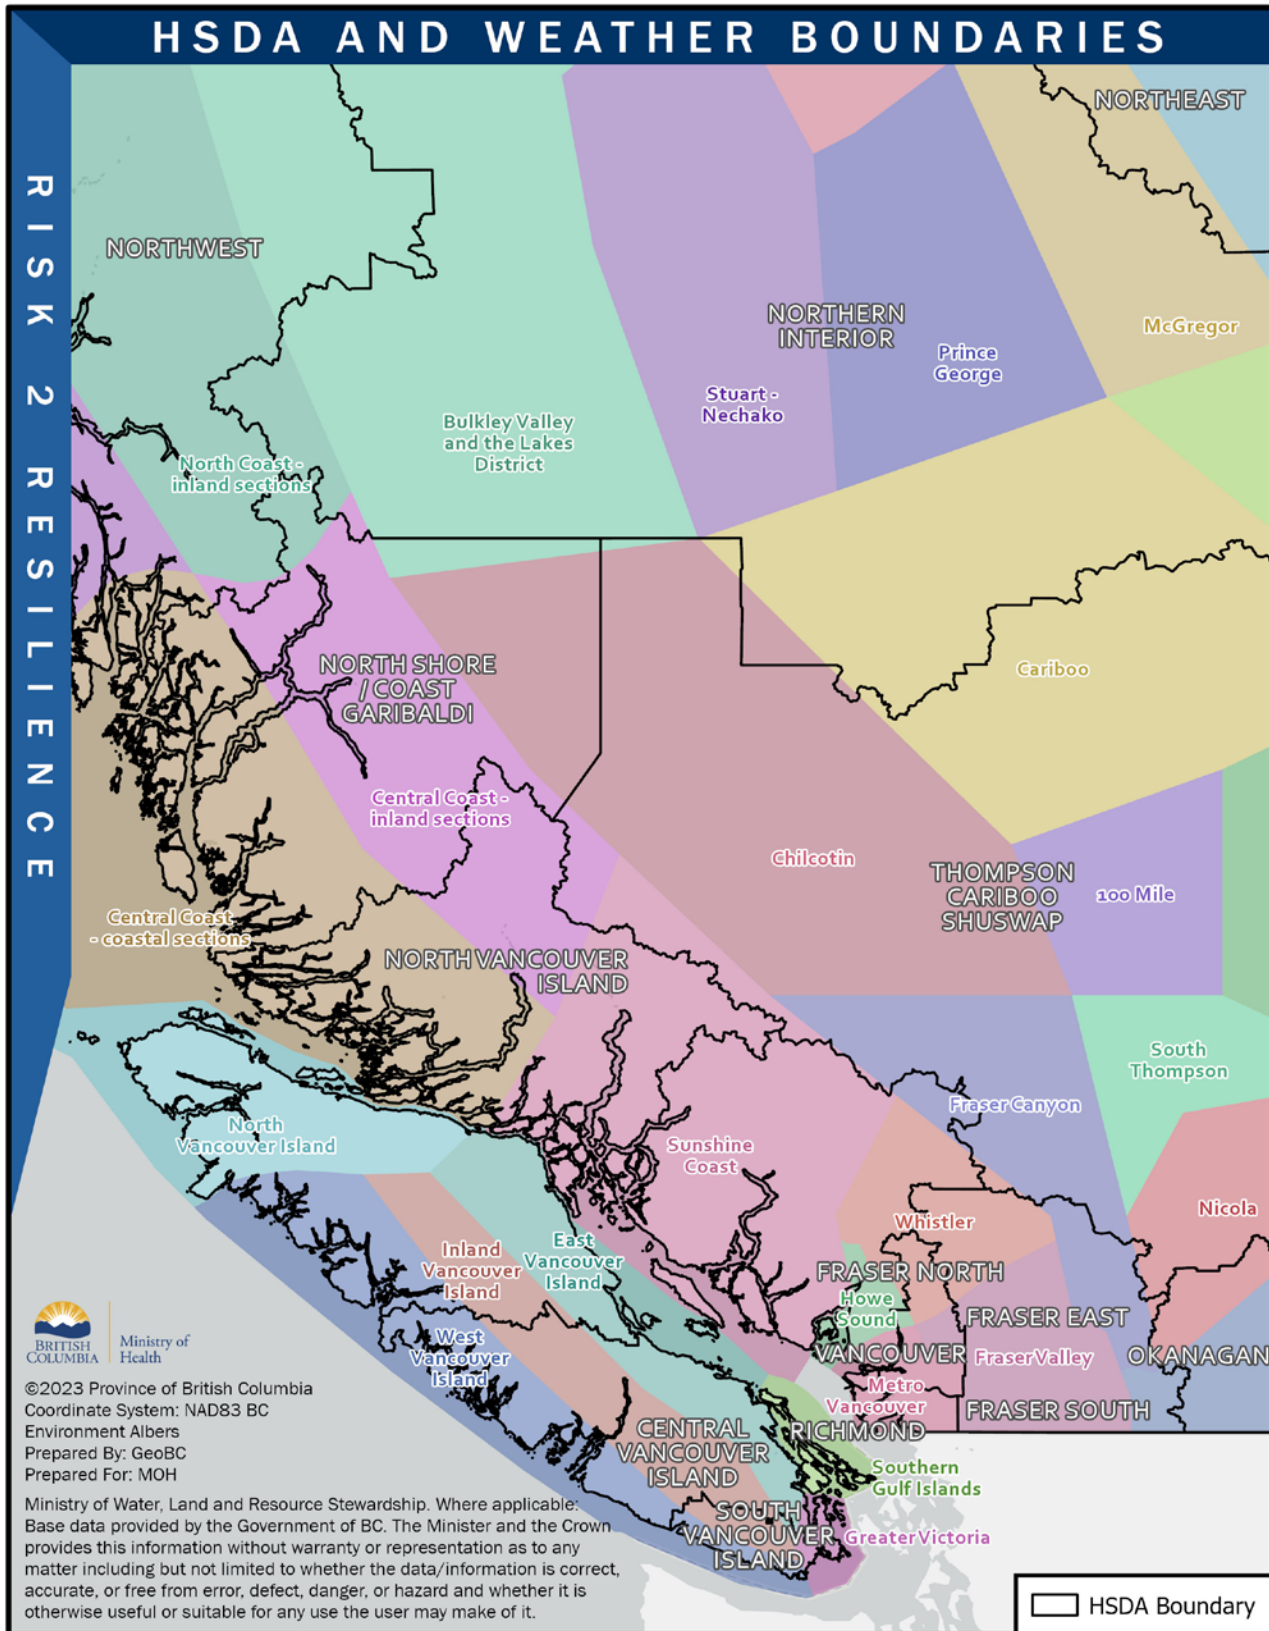 HSDA AND WEATHER BOUNDARIES
RISK 2 RESILIENCE
NORTHEAST
NORTHWEST
NORTHERN
INTERIOR
McGregor
Prince
George
Stuart -
Nechako
Bulkley Valley
and the Lakes
District
North Coast -
inland sections
NORTH SHORE
/ COAST
GARIBALDI
Cariboo
Central Coast -
inland sections
Chilcotin
THOMPSON
CARIBOO
SHUSWAP
100 Mile
Central Coast
- coastal sections
NORTH VANCOUVER
ISLAND
South
Thompson
Fraser Canyon
North
Vancouver Island
Sunshine
Coast
Nicola
Whistler
Inland
Vancouver
Island
East
Vancouver
Island
FRASER NORTH
Howe
Sound
FRASER EAST
West
Vancouver
Island
VANCOUVER
Fraser Valley
OKANAGAN
Metro
Vancouver
FRASER SOUTH
RICHMOND
CENTRAL
VANCOUVER
ISLAND
Southern
Gulf Islands
SOUTH
VANCOUVER
ISLAND
Greater Victoria
BRITISH
COLUMBIA
Ministry of
Health
©2023 Province of British Columbia
Coordinate System: NAD83 BC
Environment Albers
Prepared By: GeoBC
Prepared For: MOH
Ministry of Water, Land and Resource Stewardship. Where applicable:
Base data provided by the Government of BC. The Minister and the Crown
provides this information without warranty or representation as to any
matter including but not limited to whether the data/information is correct,
accurate, or free from error, defect, danger, or hazard and whether it is
otherwise useful or suitable for any use the user may make of it.
HSDA Boundary